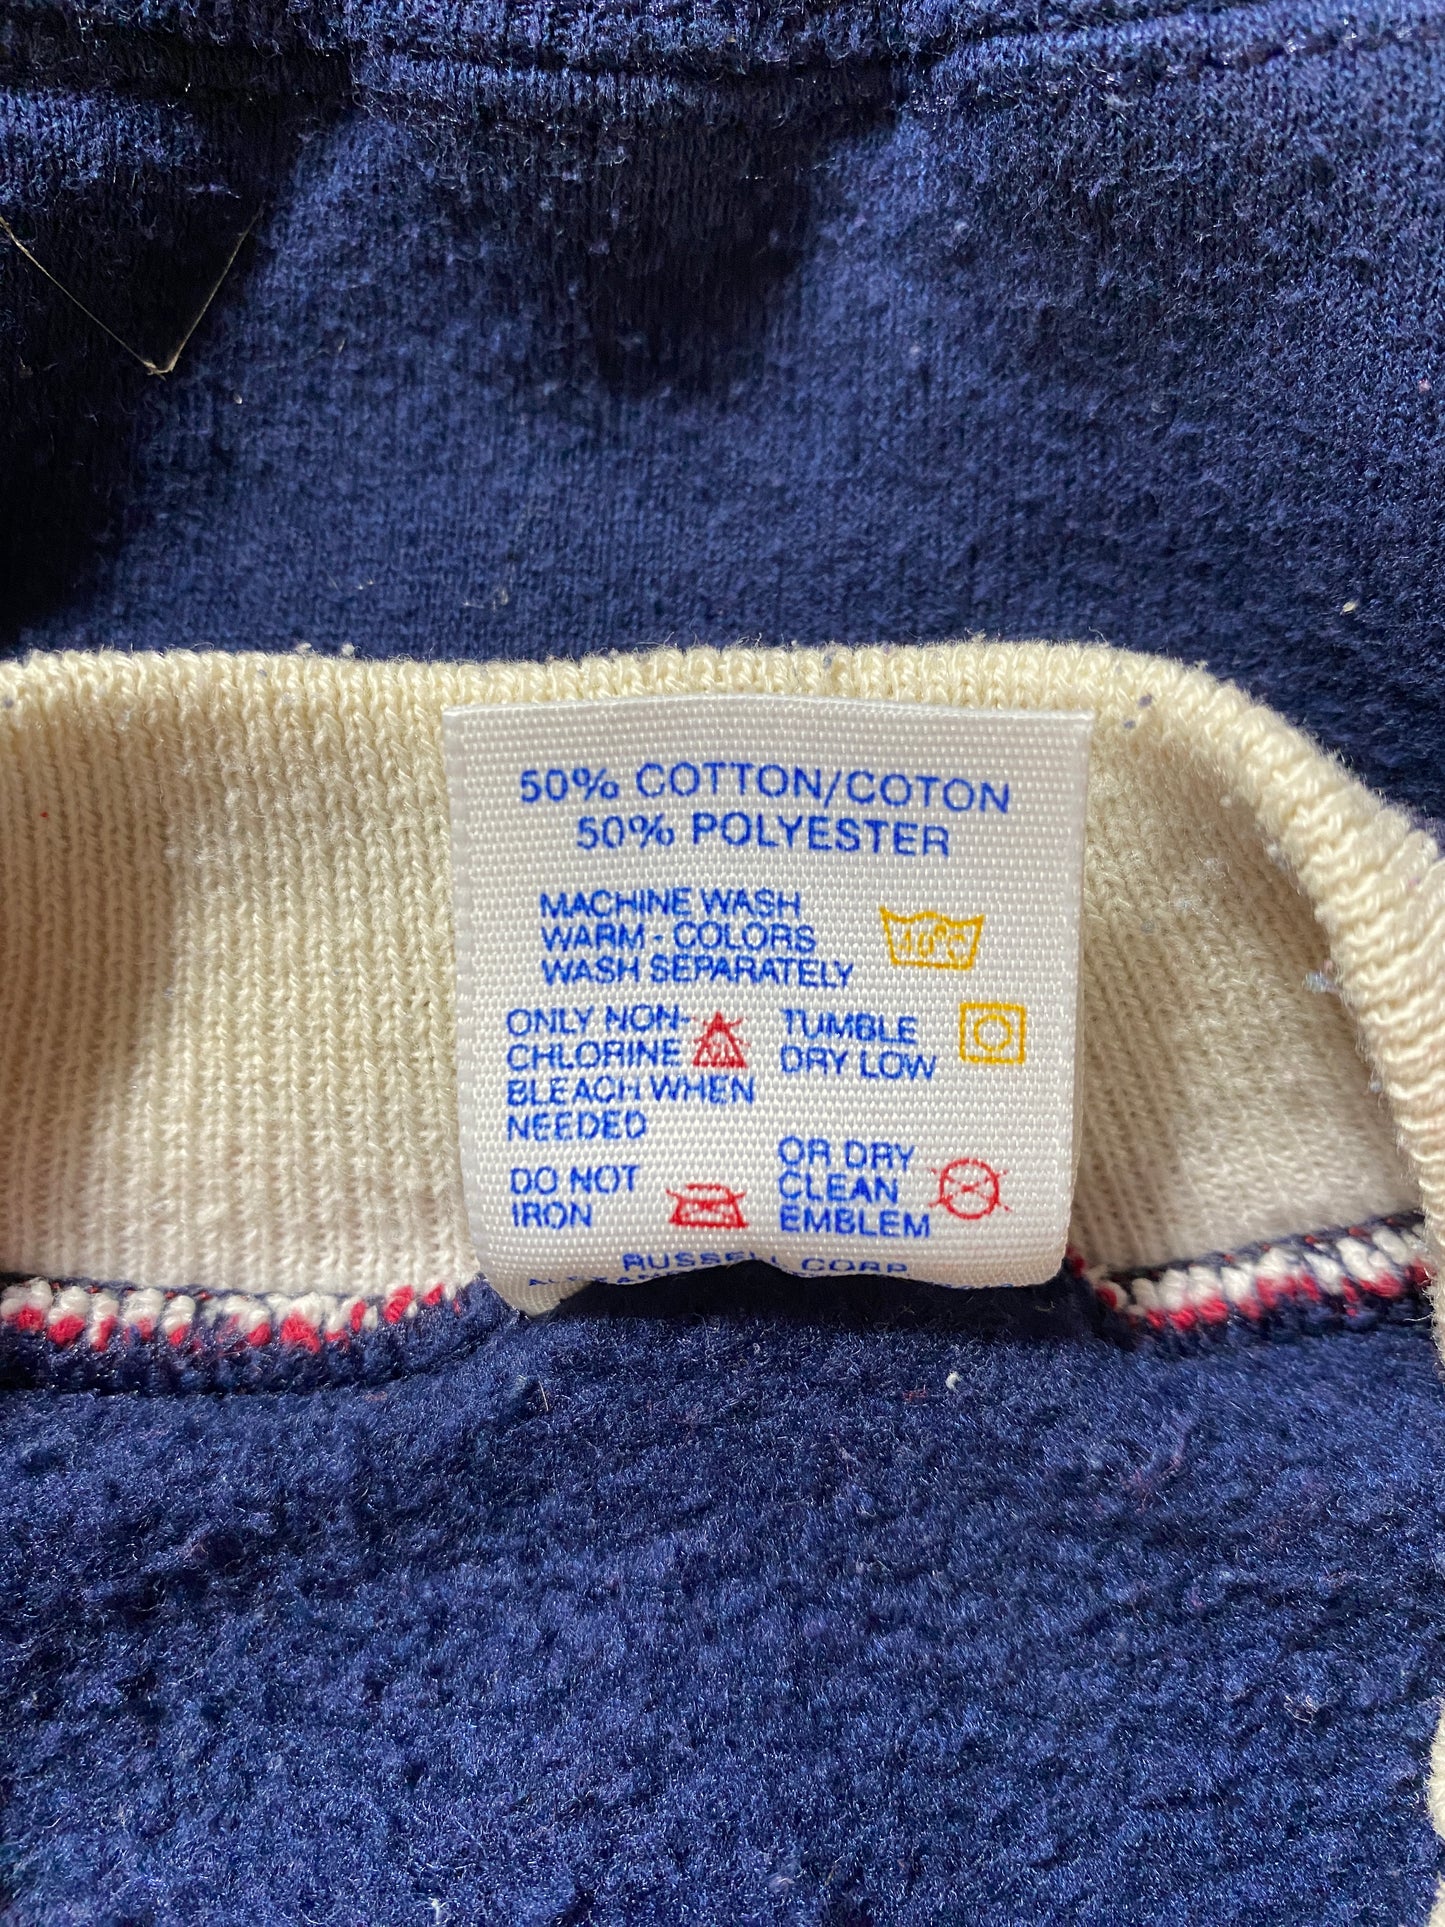 50% COTTON/COTON
50% POLYESTER
MACHINE WASH
WARM - COLORS
WASH SEPARATELY
40°C
ONLY NON-
CHLORINE
BLEACH WHEN
NEEDED
TUMBLE
DRY LOW
DO NOT
IRON
OR DRY
CLEAN
EMBLEM
RUSSELL CORP